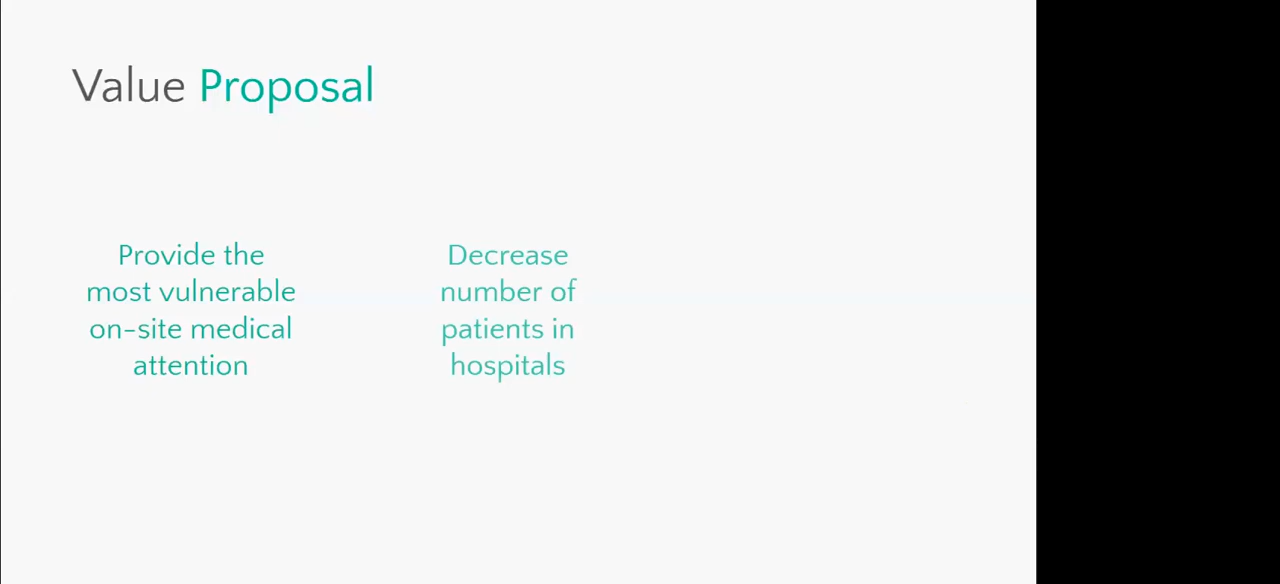 Value Proposal
Provide the
most vulnerable
on-site medical
attention
Decrease
number of
patients in
hospitals